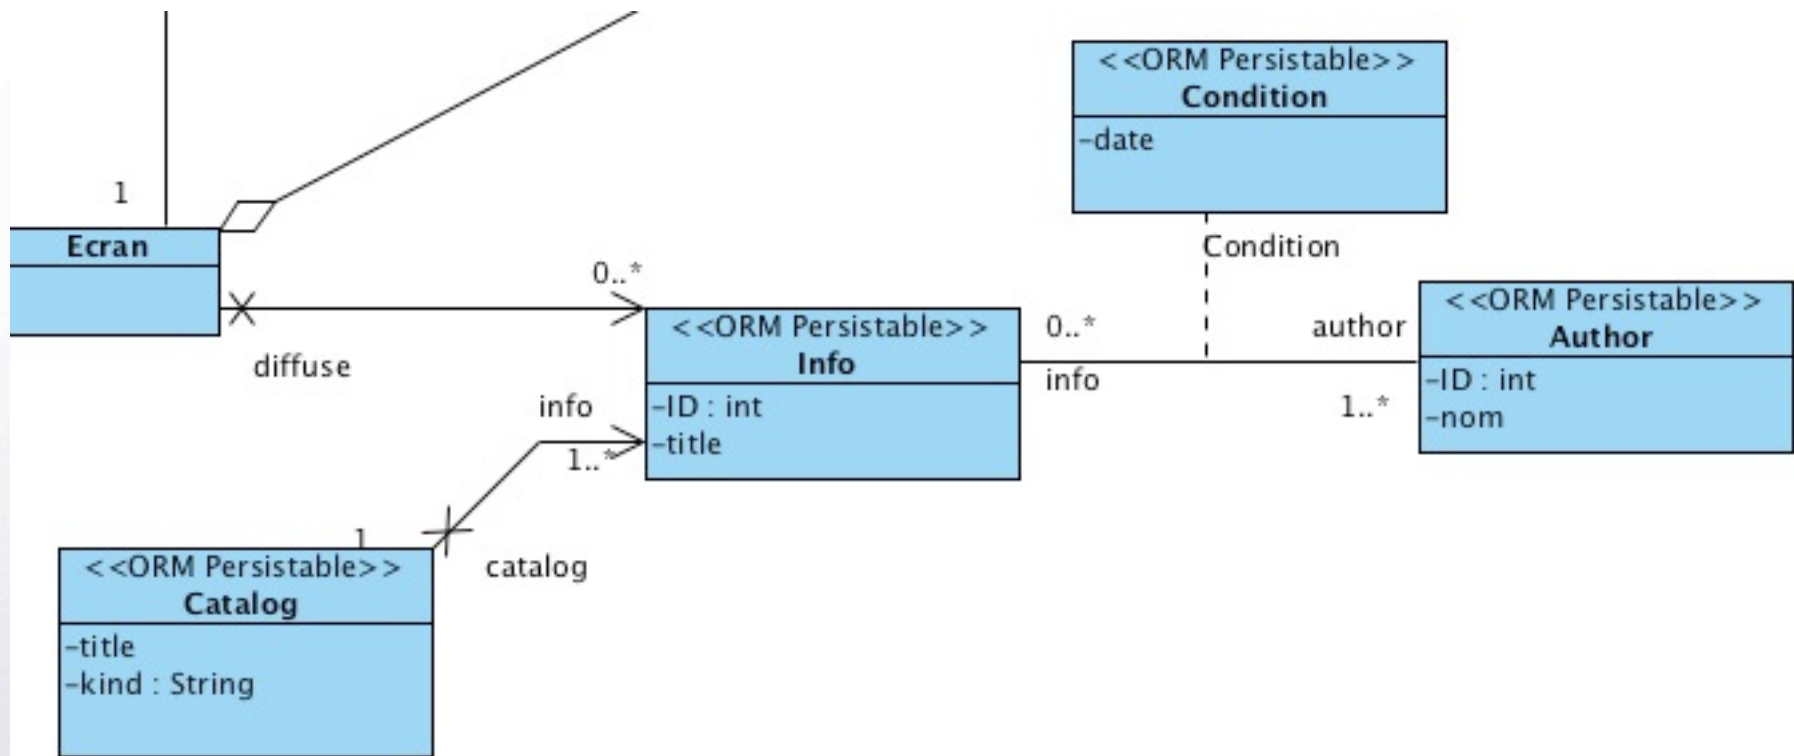 1
Ecran
0..*
diffuse
<<ORM Persistable>>
Condition
-date
Condition
<<ORM Persistable>>
Info
-ID : int
-title
0..*
info
author
1..*
<<ORM Persistable>>
Author
-ID : int
-nom
info
1..*
1
catalog
<<ORM Persistable>>
Catalog
-title
-kind : String